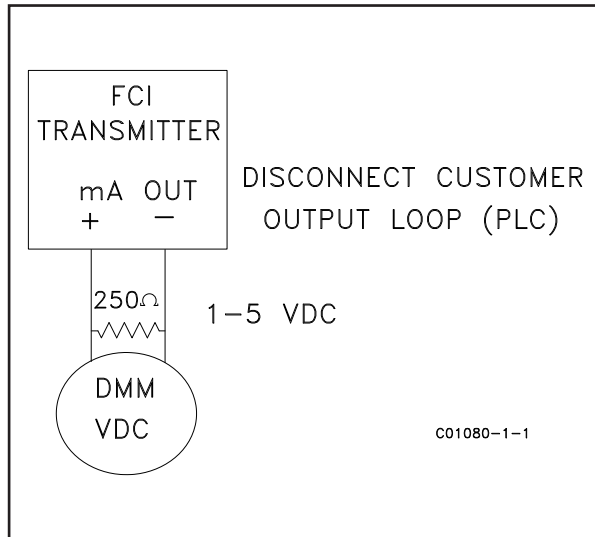 FCI
TRANSMITTER
mA OUT
+ −
DISCONNECT CUSTOMER
OUTPUT LOOP (PLC)
250Ω
1−5 VDC
DMM
VDC
C01080−1−1